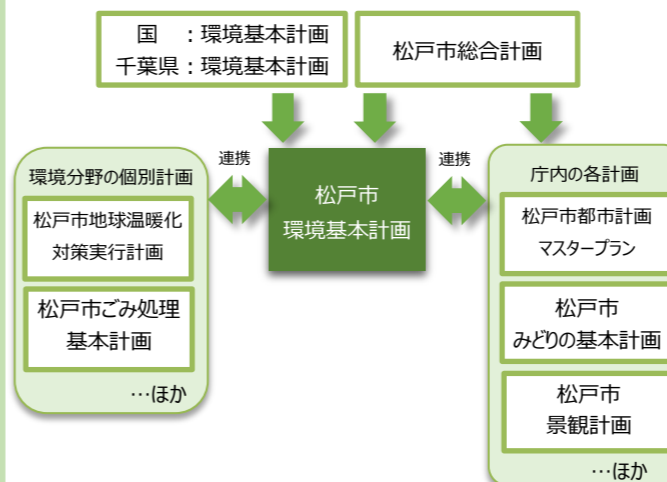 国　：環境基本計画
千葉県：環境基本計画
松戸市総合計画
連携
連携
環境分野の個別計画
松戸市地球温暖化
対策実行計画
松戸市ごみ処理
基本計画
…ほか
松戸市
環境基本計画
庁内の各計画
松戸市都市計画
マスタープラン
松戸市
みどりの基本計画
松戸市
景観計画
…ほか